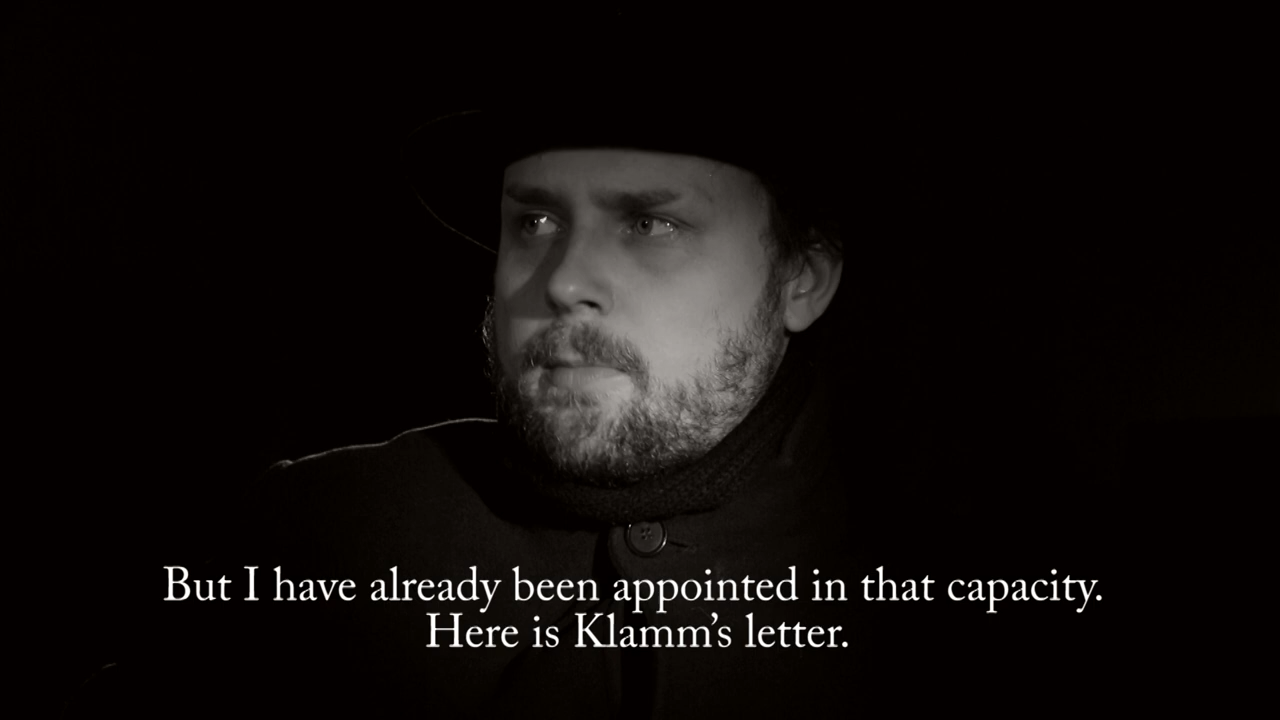 But I have already been appointed in that capacity.
Here is Klamm’s letter.